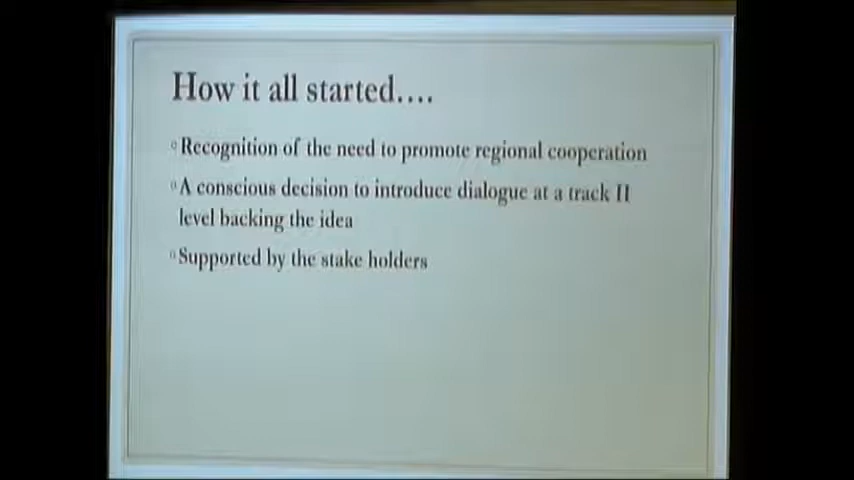 How it all started....
Recognition of the need to promote regional cooperation
A conscious decision to introduce dialogue at a track II
level backing the idea
Supported by the stake holders